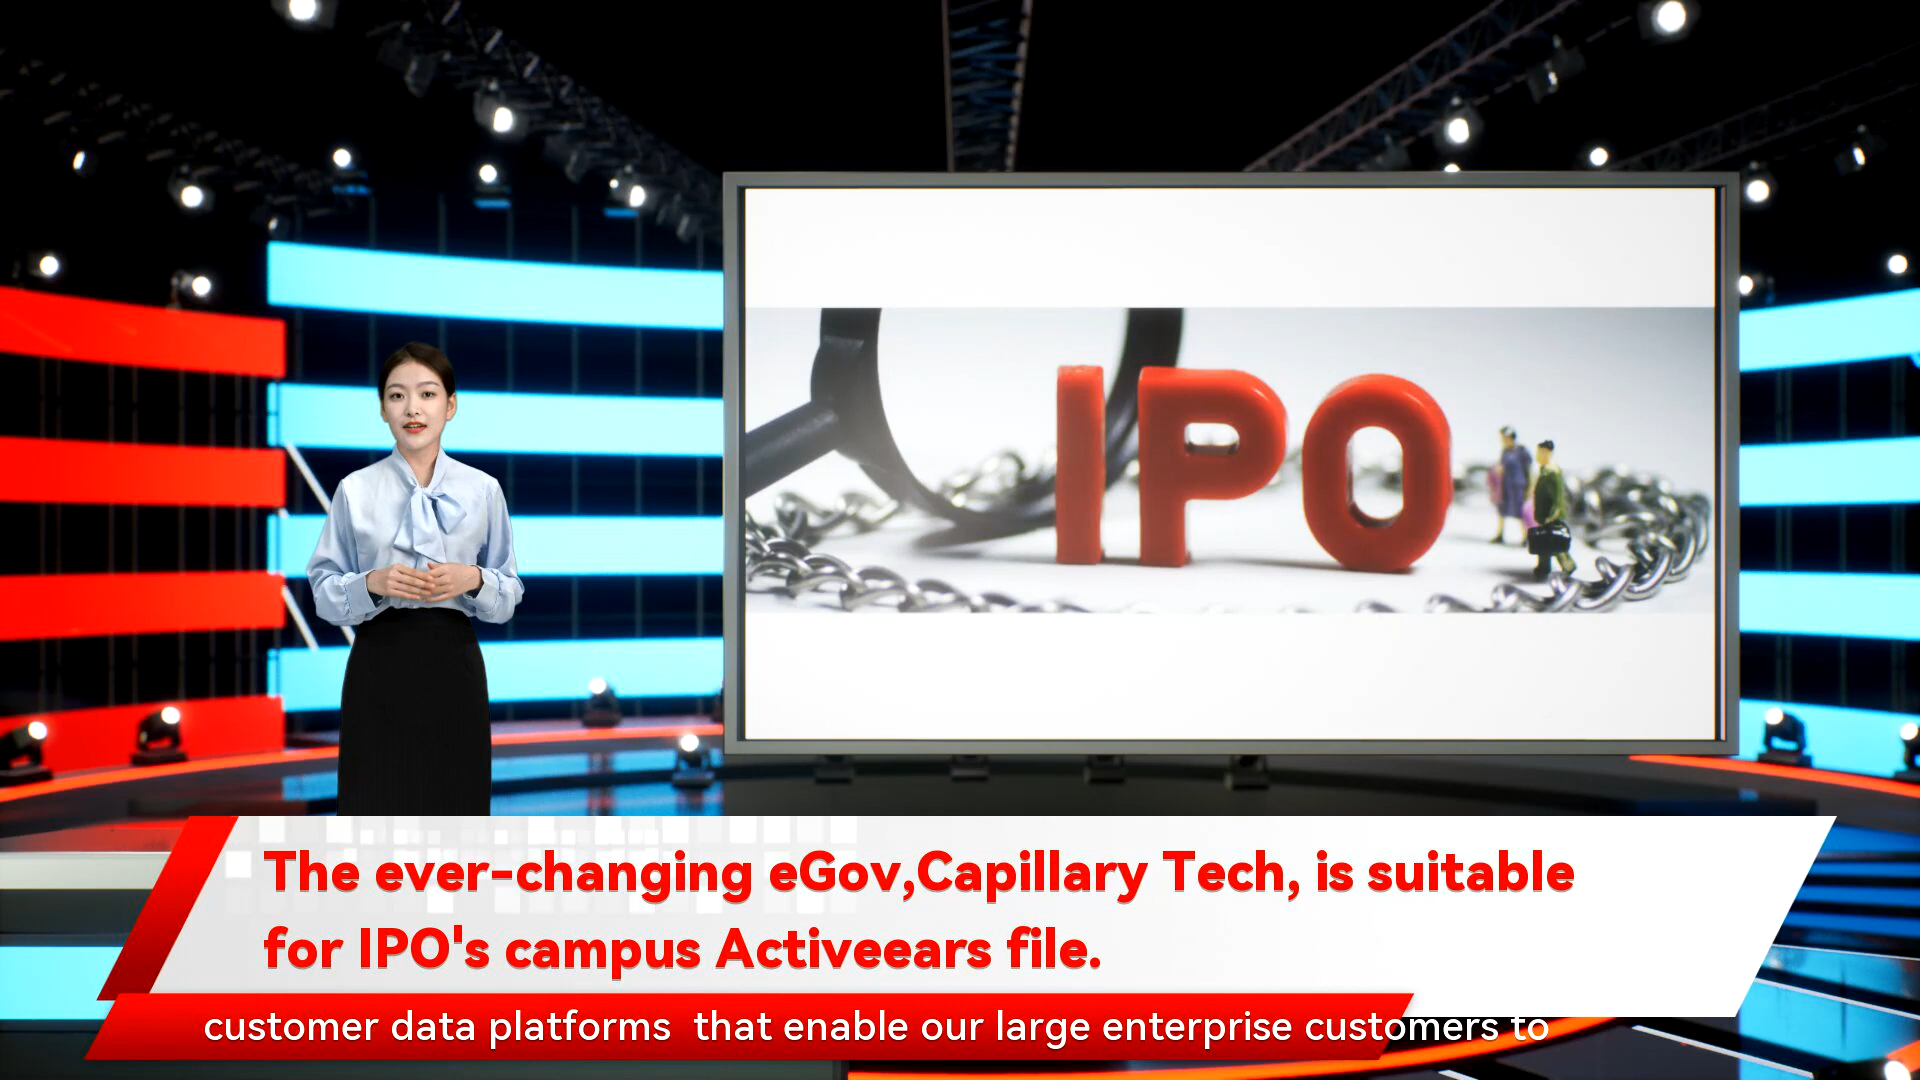 IPO
The ever-changing eGov,Capillary Tech, is suitable
for IPO's campus Activeears file.
customer data platforms  that enable our large enterprise customers to